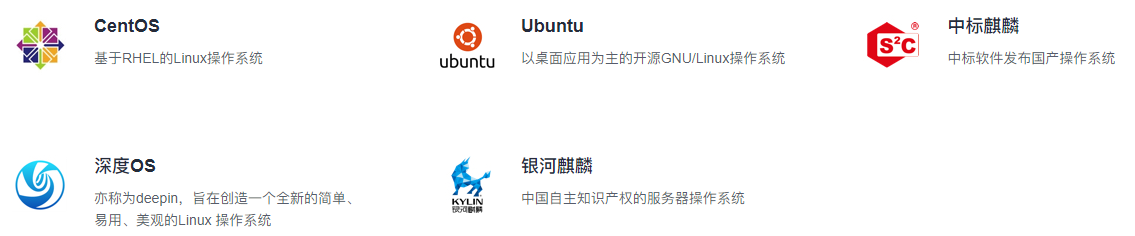 CentOS
基于RHEL的Linux操作系统
ubuntu
Ubuntu
以桌面应用为主的开源GNU/Linux操作系统
S²C®
中标麒麟
中标软件发布国产操作系统
深度OS
亦称为deepin，旨在创造一个全新的简单、
易用、美观的Linux 操作系统
KYLIN
银河麒麟
银河麒麟
中国自主知识产权的服务器操作系统